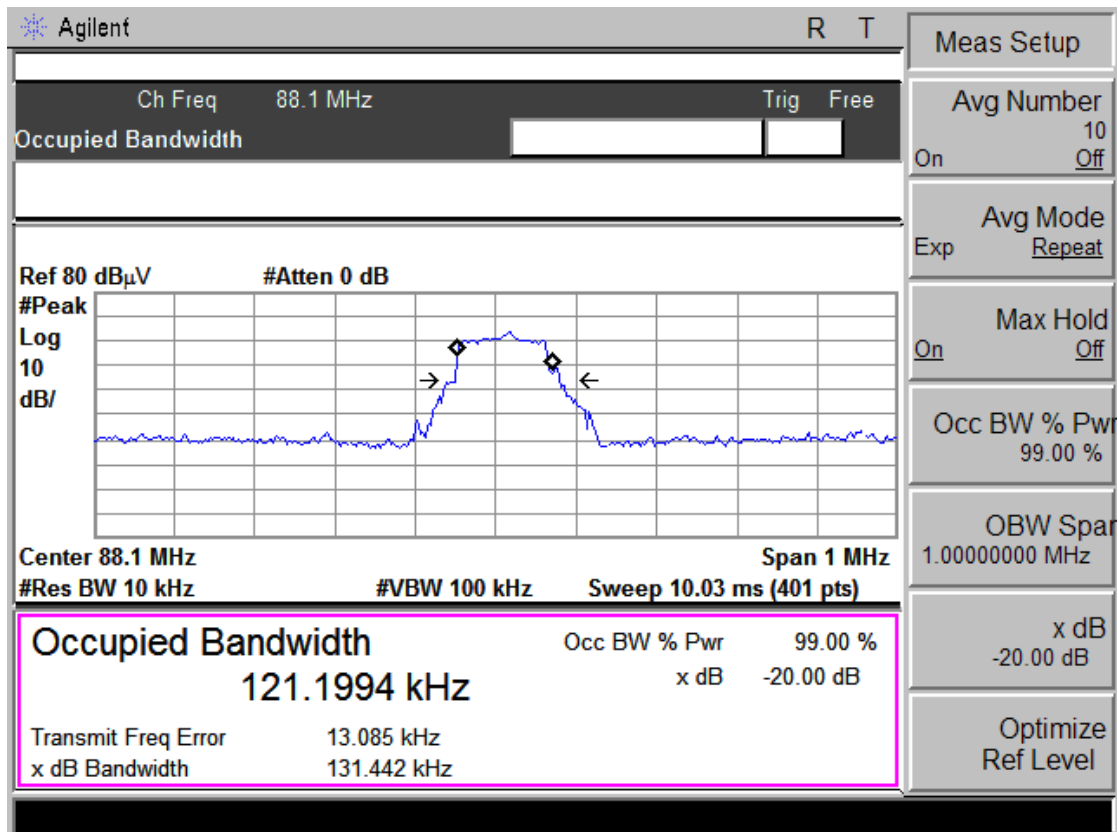 Agilent R T
Ch Freq 88.1 MHz Trig Free
Occupied Bandwidth
Ref 80 dBµV #Atten 0 dB
#Peak
Log
10
dB/
Center 88.1 MHz Span 1 MHz
#Res BW 10 kHz #VBW 100 kHz Sweep 10.03 ms (401 pts)
Occupied Bandwidth Occ BW % Pwr 99.00 %
121.1994 kHz x dB -20.00 dB
Transmit Freq Error 13.085 kHz
x dB Bandwidth 131.442 kHz
Meas Setup
Avg Number
10
On Off
Avg Mode
Exp Repeat
Max Hold
On Off
Occ BW % Pwr
99.00 %
OBW Span
1.00000000 MHz
x dB
-20.00 dB
Optimize
Ref Level